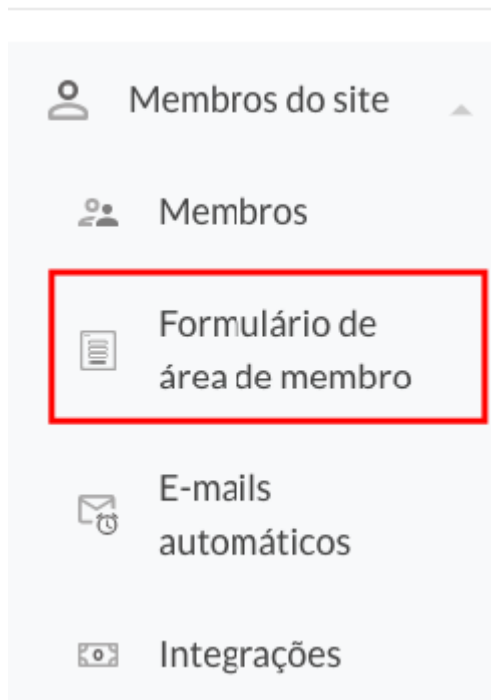 Membros do site
Membros
Formulário de
área de membro
E-mails
automáticos
Integrações